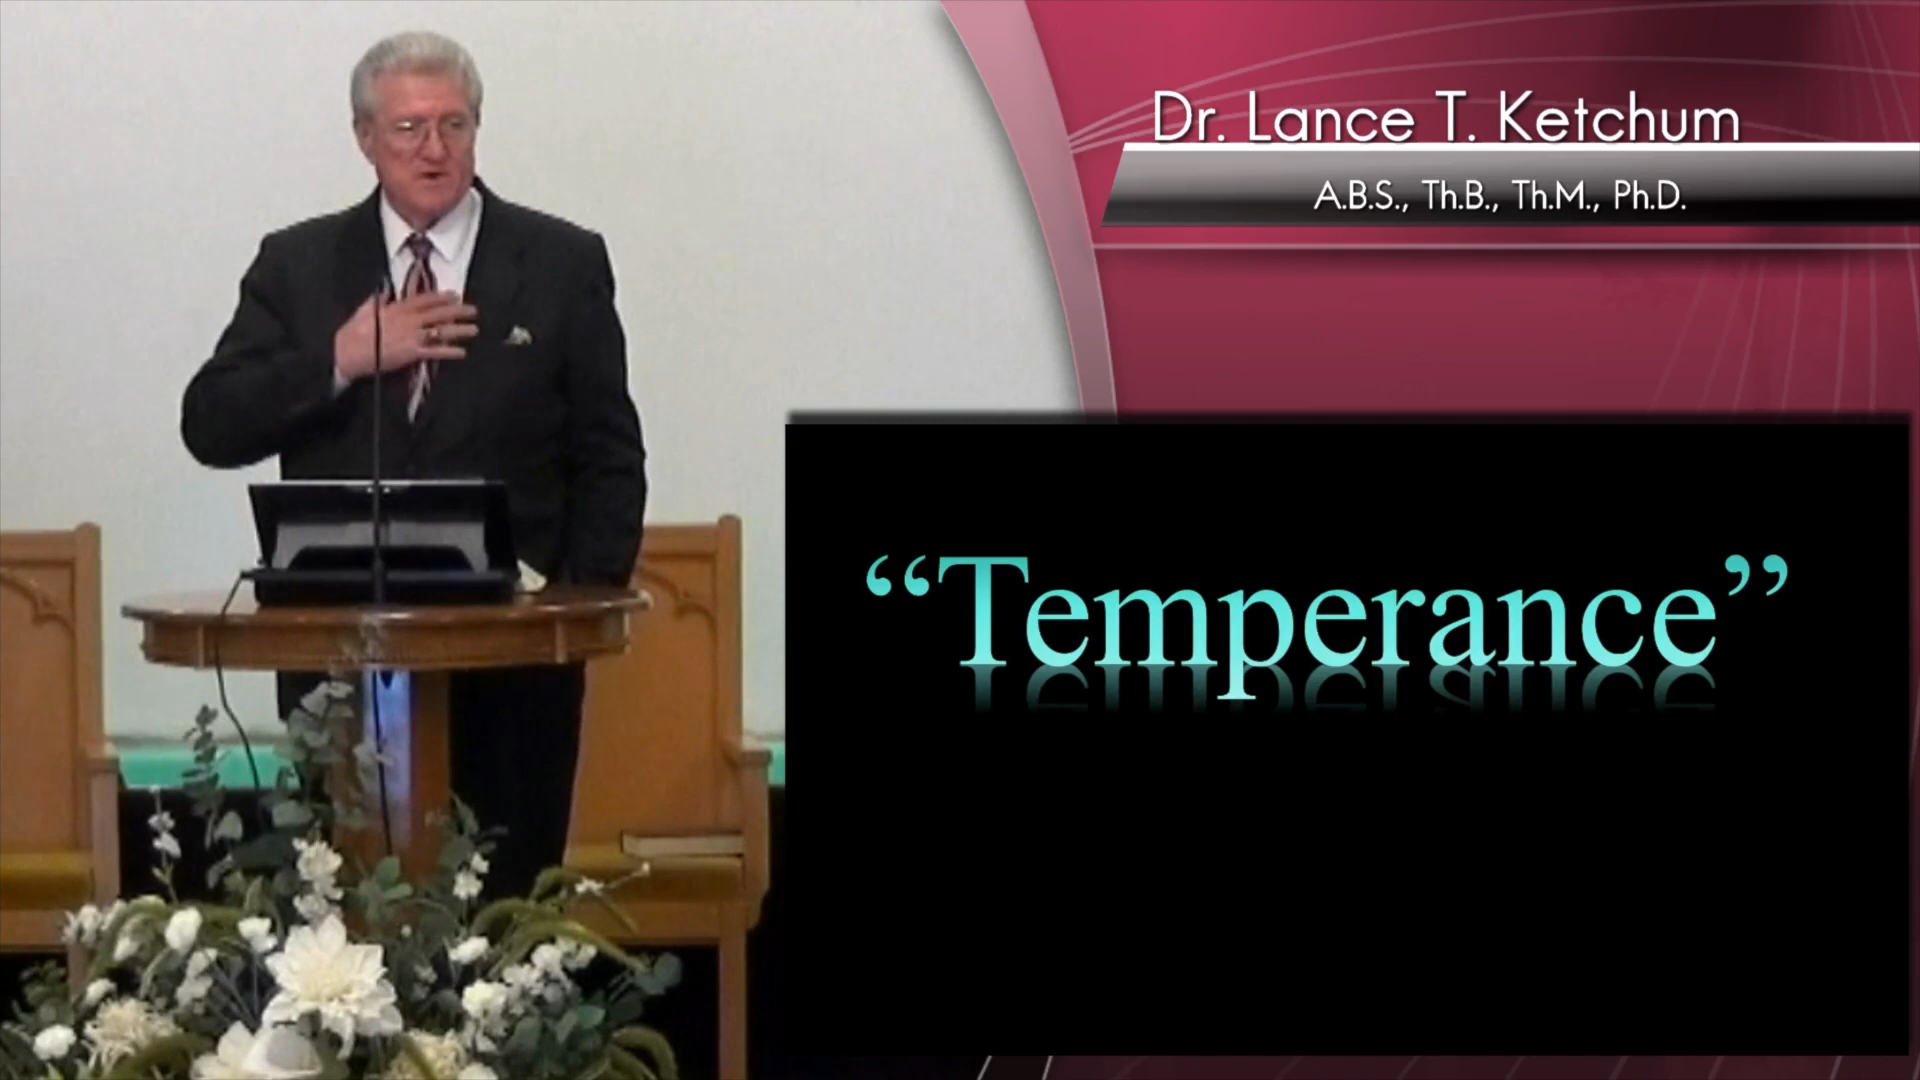 Dr. Lance T. Ketchum
A.B.S., Th.B., Th.M., Ph.D.
“Temperance”